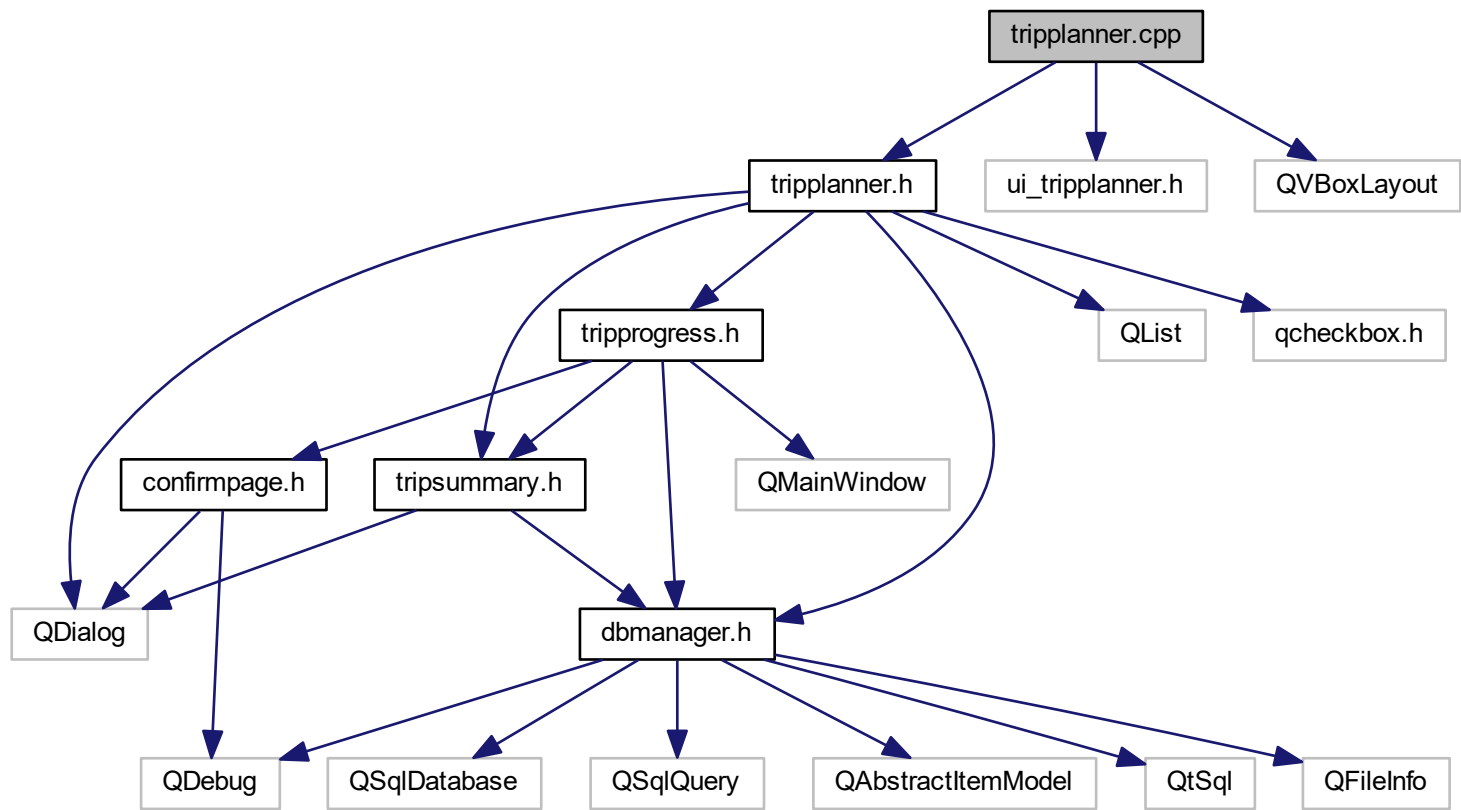 tripplanner.cpp
tripplanner.h
ui_tripplanner.h
QVBoxLayout
tripprogress.h
QList
qcheckbox.h
confirmpage.h
tripsummary.h
QMainWindow
QDialog
dbmanager.h
QDebug
QSqlDatabase
QSqlQuery
QAbstractItemModel
QtSql
QFileInfo